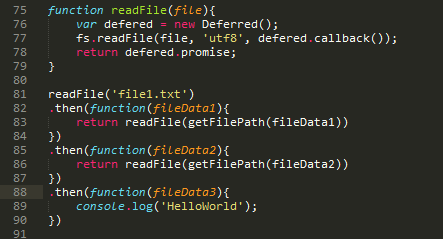 75 function readFile(file){
76     var defered = new Deferred();
77     fs.readFile(file, 'utf8', defered.callback());
78     return defered.promise;
79 }
80
81 readFile('file1.txt')
82 .then(function(fileData1){
83     return readFile(getFilePath(fileData1))
84 })
85 .then(function(fileData2){
86     return readFile(getFilePath(fileData2))
87 })
88 .then(function(fileData3){
89     console.log('HelloWorld');
90 })
91